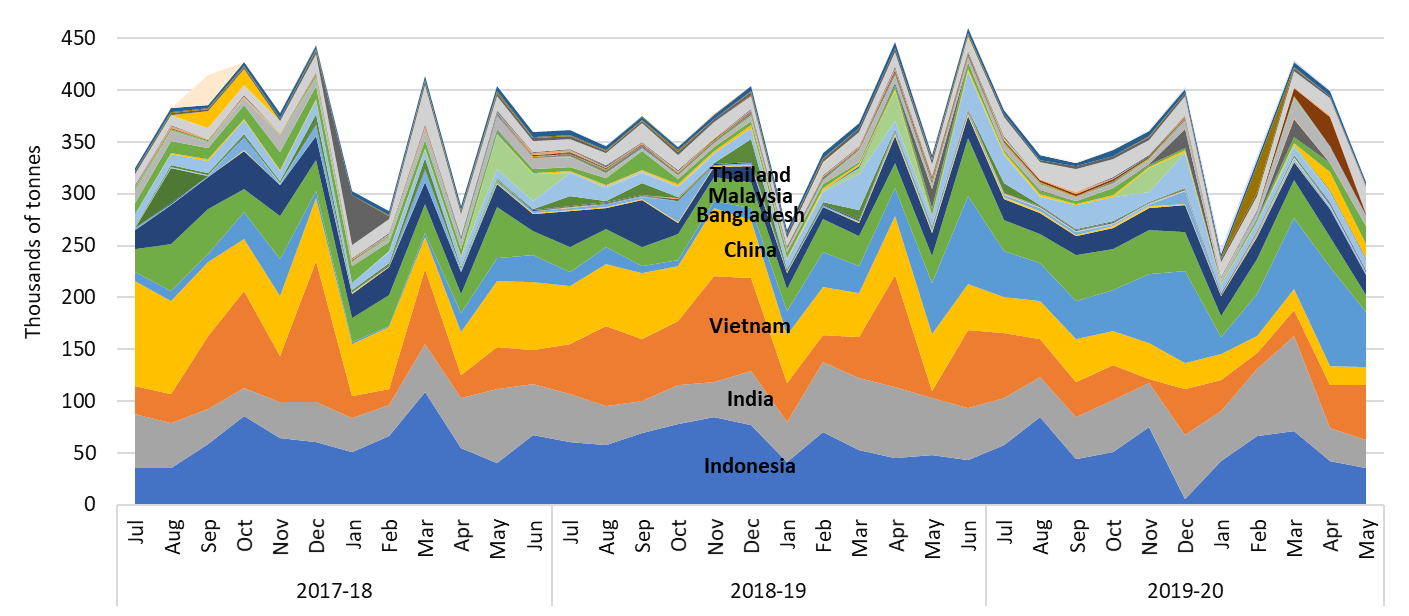 450
400
350
300
250
200
150
100
50
0
Thousands of tonnes
Thailand
Malaysia
Bangladesh
China
Vietnam
India
Indonesia
Jul Aug Sep Oct Nov Dec Jan Feb Mar Apr May Jun Jul Aug Sep Oct Nov Dec Jan Feb Mar Apr May Jun Jul Aug Sep Oct Nov Dec Jan Feb Mar Apr May
2017-18 2018-19 2019-20